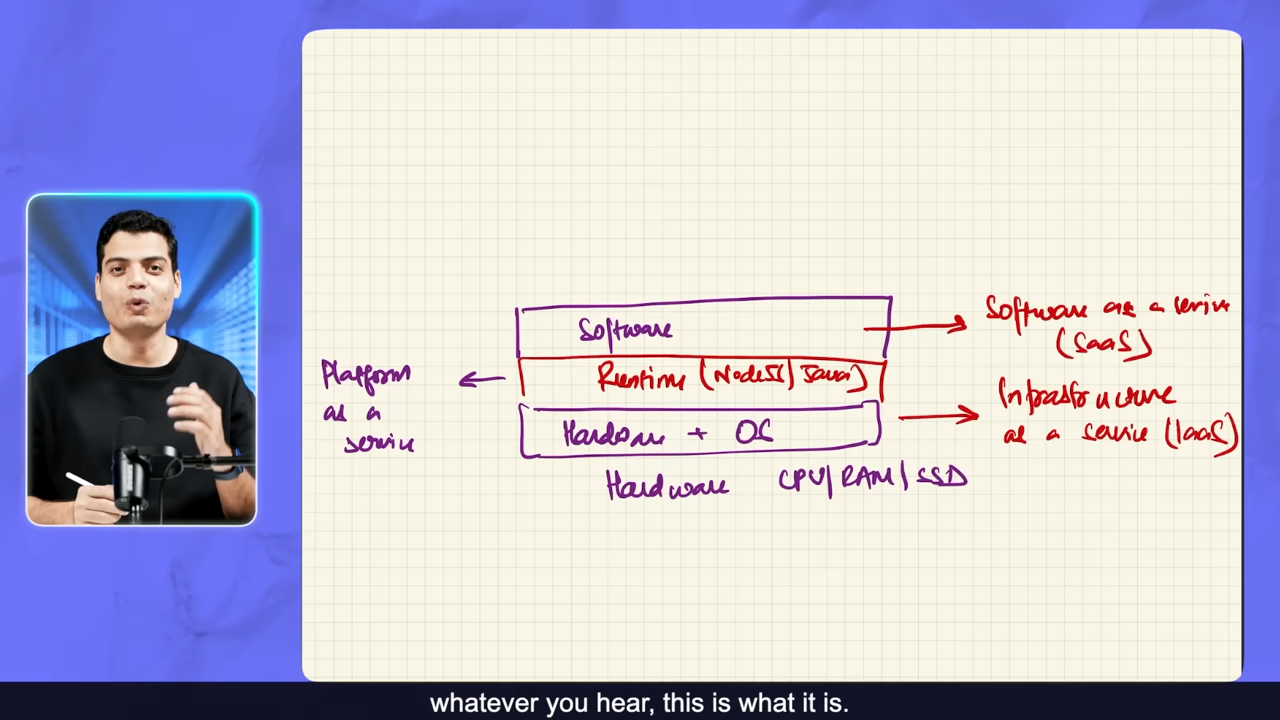 Software
Software as a service
(SaaS)
Platform
as a
service
Runtime (NodeJS/Java)
Infrastructure
as a service (IaaS)
Hardware + OS
Hardware CPU/RAM/SSD
whatever you hear, this is what it is.